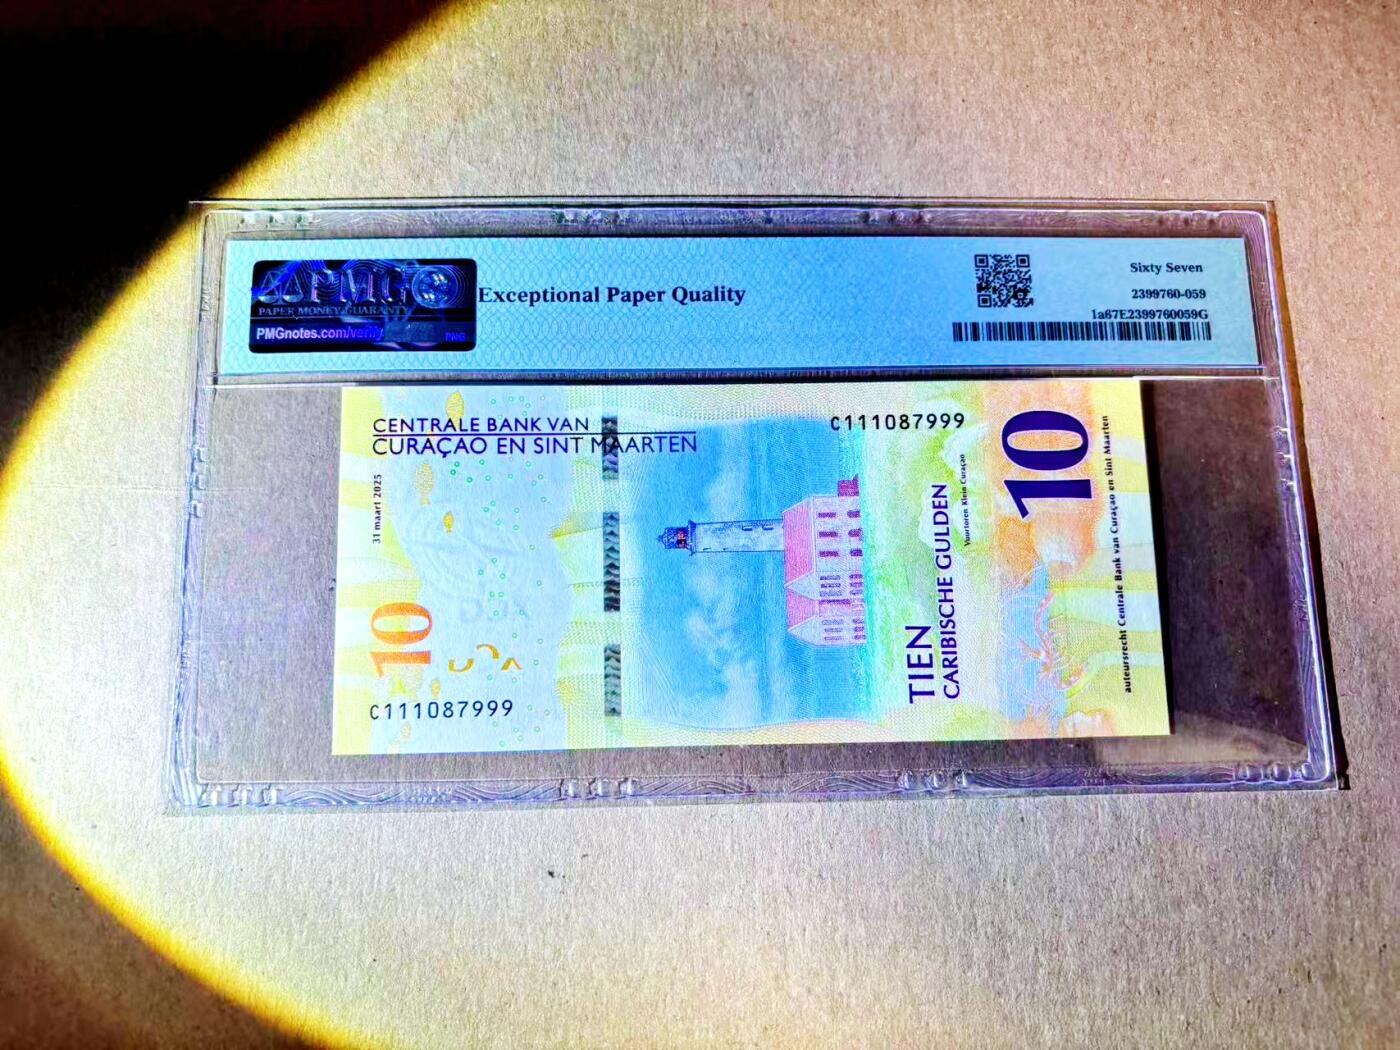 PMG
PAPER MONEY GUARANTY
PMGnotes.com/verify
PMG
Exceptional Paper Quality
Sixty Seven
2399760-059
1a67E2399760059G
CENTRALE BANK VAN
CURAÇAO EN SINT MAARTEN
C111087999
31 maart 2025
10
C111087999
TIEN
CARIBISCHE GULDEN
Vuurtoren Klein Curaçao
10
auteursrecht Centrale Bank van Curaçao en Sint Maarten